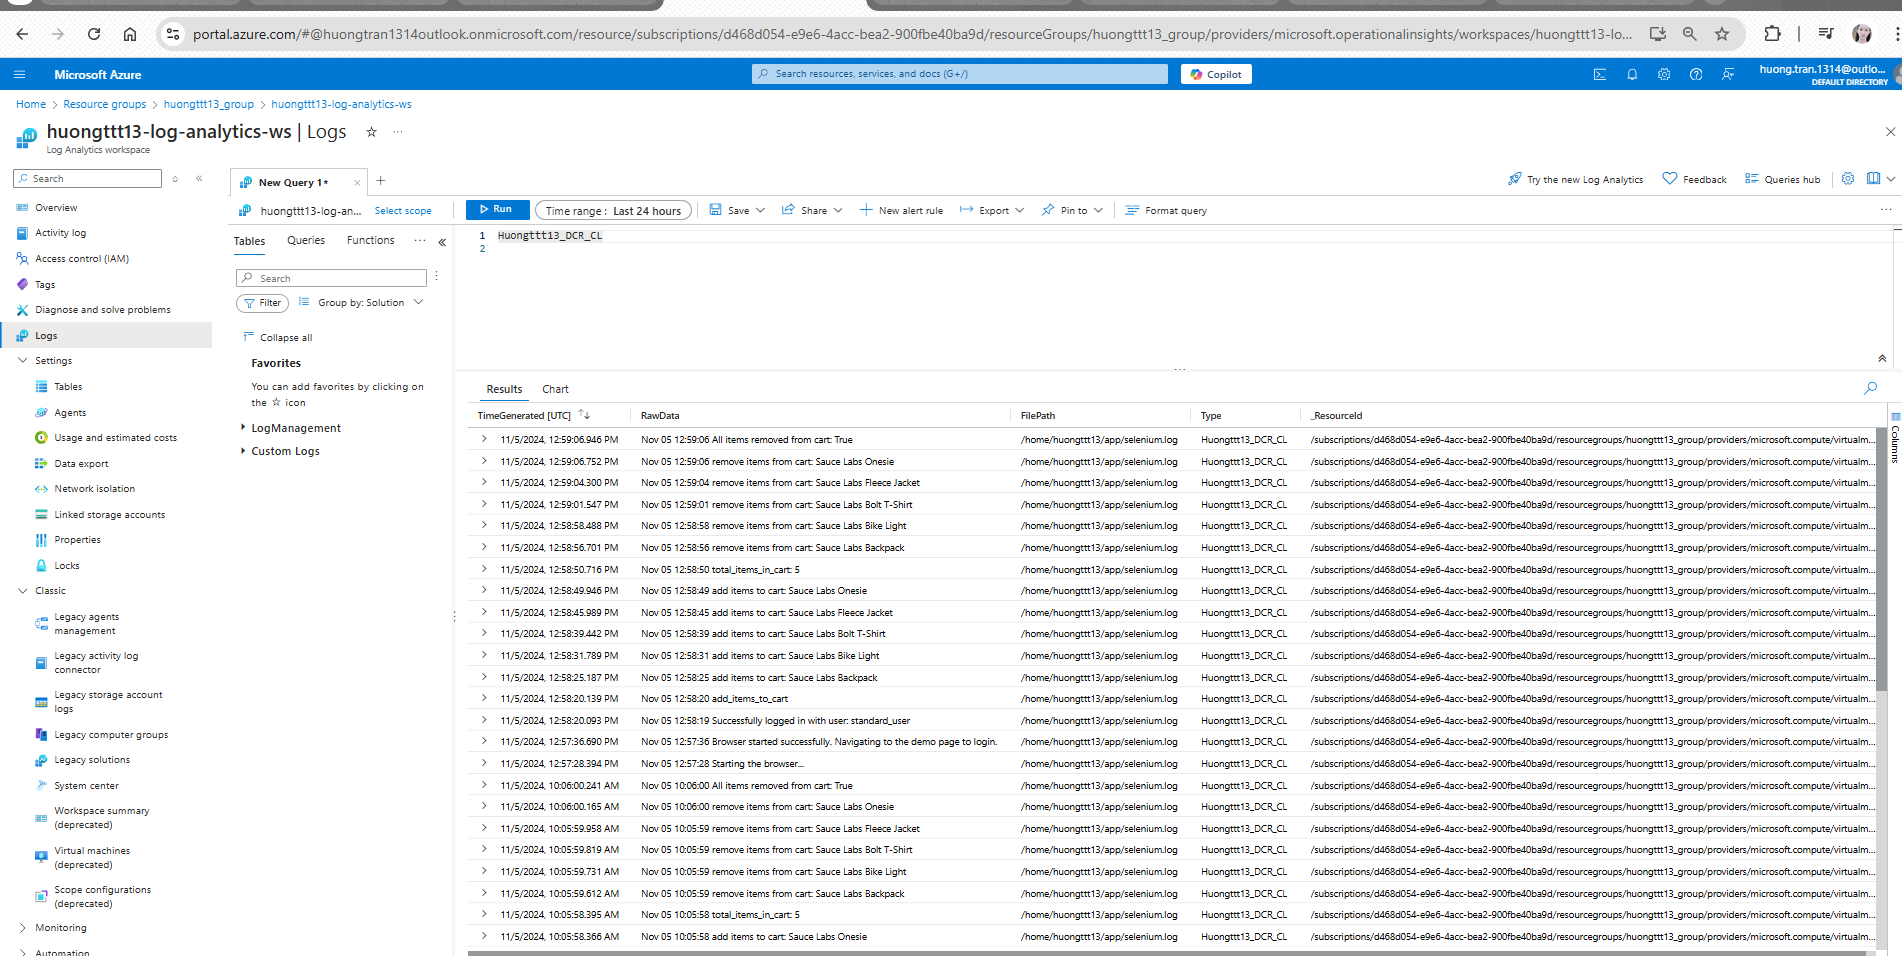 portal.azure.com/#@huongtran1314outlook.onmicrosoft.com/resource/subscriptions/d468d054-e9e6-4acc-bea2-900fbe40ba9d/resourceGroups/huongttt13_group/providers/microsoft.operationalinsights/workspaces/huongttt13-lo...
Microsoft Azure
Search resources, services, and docs (G+/)
Copilot
huong.tran.1314@outlo...
DEFAULT DIRECTORY
Home > Resource groups > huongttt13_group > huongttt13-log-analytics-ws
huongttt13-log-analytics-ws | Logs
Log Analytics workspace
Search
Overview
Activity log
Access control (IAM)
Tags
Diagnose and solve problems
Logs
Settings
Tables
Agents
Usage and estimated costs
Data export
Network isolation
Linked storage accounts
Properties
Locks
Classic
Legacy agents
management
Legacy activity log
connector
Legacy storage account
logs
Legacy computer groups
Legacy solutions
System center
Workspace summary
(deprecated)
Virtual machines
(deprecated)
Scope configurations
(deprecated)
Monitoring
Automation
New Query 1*
Try the new Log Analytics
Feedback
Queries hub
huongttt13-log-an...
Select scope
Run
Time range : Last 24 hours
Save
Share
New alert rule
Export
Pin to
Format query
Tables Queries Functions
Search
Filter
Group by: Solution
Collapse all
Favorites
You can add favorites by clicking on
the ☆ icon
LogManagement
Custom Logs
1 Huongttt13_DCR_CL
2
Results Chart
TimeGenerated [UTC] RawData FilePath Type _ResourceId
11/5/2024, 12:59:06.946 PM Nov 05 12:59:06 All items removed from cart: True /home/huongttt13/app/selenium.log Huongttt13_DCR_CL /subscriptions/d468d054-e9e6-4acc-bea2-900fbe40ba9d/resourcegroups/huongttt13_group/providers/microsoft.compute/virtualm...
11/5/2024, 12:59:06.752 PM Nov 05 12:59:06 remove items from cart: Sauce Labs Onesie /home/huongttt13/app/selenium.log Huongttt13_DCR_CL /subscriptions/d468d054-e9e6-4acc-bea2-900fbe40ba9d/resourcegroups/huongttt13_group/providers/microsoft.compute/virtualm...
11/5/2024, 12:59:04.300 PM Nov 05 12:59:04 remove items from cart: Sauce Labs Fleece Jacket /home/huongttt13/app/selenium.log Huongttt13_DCR_CL /subscriptions/d468d054-e9e6-4acc-bea2-900fbe40ba9d/resourcegroups/huongttt13_group/providers/microsoft.compute/virtualm...
11/5/2024, 12:59:01.547 PM Nov 05 12:59:01 remove items from cart: Sauce Labs Bolt T-Shirt /home/huongttt13/app/selenium.log Huongttt13_DCR_CL /subscriptions/d468d054-e9e6-4acc-bea2-900fbe40ba9d/resourcegroups/huongttt13_group/providers/microsoft.compute/virtualm...
11/5/2024, 12:58:58.488 PM Nov 05 12:58:58 remove items from cart: Sauce Labs Bike Light /home/huongttt13/app/selenium.log Huongttt13_DCR_CL /subscriptions/d468d054-e9e6-4acc-bea2-900fbe40ba9d/resourcegroups/huongttt13_group/providers/microsoft.compute/virtualm...
11/5/2024, 12:58:56.701 PM Nov 05 12:58:56 remove items from cart: Sauce Labs Backpack /home/huongttt13/app/selenium.log Huongttt13_DCR_CL /subscriptions/d468d054-e9e6-4acc-bea2-900fbe40ba9d/resourcegroups/huongttt13_group/providers/microsoft.compute/virtualm...
11/5/2024, 12:58:50.716 PM Nov 05 12:58:50 total_items_in_cart: 5 /home/huongttt13/app/selenium.log Huongttt13_DCR_CL /subscriptions/d468d054-e9e6-4acc-bea2-900fbe40ba9d/resourcegroups/huongttt13_group/providers/microsoft.compute/virtualm...
11/5/2024, 12:58:49.946 PM Nov 05 12:58:49 add items to cart: Sauce Labs Onesie /home/huongttt13/app/selenium.log Huongttt13_DCR_CL /subscriptions/d468d054-e9e6-4acc-bea2-900fbe40ba9d/resourcegroups/huongttt13_group/providers/microsoft.compute/virtualm...
11/5/2024, 12:58:45.989 PM Nov 05 12:58:45 add items to cart: Sauce Labs Fleece Jacket /home/huongttt13/app/selenium.log Huongttt13_DCR_CL /subscriptions/d468d054-e9e6-4acc-bea2-900fbe40ba9d/resourcegroups/huongttt13_group/providers/microsoft.compute/virtualm...
11/5/2024, 12:58:39.442 PM Nov 05 12:58:39 add items to cart: Sauce Labs Bolt T-Shirt /home/huongttt13/app/selenium.log Huongttt13_DCR_CL /subscriptions/d468d054-e9e6-4acc-bea2-900fbe40ba9d/resourcegroups/huongttt13_group/providers/microsoft.compute/virtualm...
11/5/2024, 12:58:31.789 PM Nov 05 12:58:31 add items to cart: Sauce Labs Bike Light /home/huongttt13/app/selenium.log Huongttt13_DCR_CL /subscriptions/d468d054-e9e6-4acc-bea2-900fbe40ba9d/resourcegroups/huongttt13_group/providers/microsoft.compute/virtualm...
11/5/2024, 12:58:25.187 PM Nov 05 12:58:25 add items to cart: Sauce Labs Backpack /home/huongttt13/app/selenium.log Huongttt13_DCR_CL /subscriptions/d468d054-e9e6-4acc-bea2-900fbe40ba9d/resourcegroups/huongttt13_group/providers/microsoft.compute/virtualm...
11/5/2024, 12:58:20.139 PM Nov 05 12:58:20 add_items_to_cart /home/huongttt13/app/selenium.log Huongttt13_DCR_CL /subscriptions/d468d054-e9e6-4acc-bea2-900fbe40ba9d/resourcegroups/huongttt13_group/providers/microsoft.compute/virtualm...
11/5/2024, 12:58:20.093 PM Nov 05 12:58:19 Successfully logged in with user: standard_user /home/huongttt13/app/selenium.log Huongttt13_DCR_CL /subscriptions/d468d054-e9e6-4acc-bea2-900fbe40ba9d/resourcegroups/huongttt13_group/providers/microsoft.compute/virtualm...
11/5/2024, 12:57:36.690 PM Nov 05 12:57:36 Browser started successfully. Navigating to the demo page to login. /home/huongttt13/app/selenium.log Huongttt13_DCR_CL /subscriptions/d468d054-e9e6-4acc-bea2-900fbe40ba9d/resourcegroups/huongttt13_group/providers/microsoft.compute/virtualm...
11/5/2024, 12:57:28.394 PM Nov 05 12:57:28 Starting the browser... /home/huongttt13/app/selenium.log Huongttt13_DCR_CL /subscriptions/d468d054-e9e6-4acc-bea2-900fbe40ba9d/resourcegroups/huongttt13_group/providers/microsoft.compute/virtualm...
11/5/2024, 10:06:00.241 AM Nov 05 10:06:00 All items removed from cart: True /home/huongttt13/app/selenium.log Huongttt13_DCR_CL /subscriptions/d468d054-e9e6-4acc-bea2-900fbe40ba9d/resourcegroups/huongttt13_group/providers/microsoft.compute/virtualm...
11/5/2024, 10:06:00.165 AM Nov 05 10:06:00 remove items from cart: Sauce Labs Onesie /home/huongttt13/app/selenium.log Huongttt13_DCR_CL /subscriptions/d468d054-e9e6-4acc-bea2-900fbe40ba9d/resourcegroups/huongttt13_group/providers/microsoft.compute/virtualm...
11/5/2024, 10:05:59.958 AM Nov 05 10:05:59 remove items from cart: Sauce Labs Fleece Jacket /home/huongttt13/app/selenium.log Huongttt13_DCR_CL /subscriptions/d468d054-e9e6-4acc-bea2-900fbe40ba9d/resourcegroups/huongttt13_group/providers/microsoft.compute/virtualm...
11/5/2024, 10:05:59.819 AM Nov 05 10:05:59 remove items from cart: Sauce Labs Bolt T-Shirt /home/huongttt13/app/selenium.log Huongttt13_DCR_CL /subscriptions/d468d054-e9e6-4acc-bea2-900fbe40ba9d/resourcegroups/huongttt13_group/providers/microsoft.compute/virtualm...
11/5/2024, 10:05:59.731 AM Nov 05 10:05:59 remove items from cart: Sauce Labs Bike Light /home/huongttt13/app/selenium.log Huongttt13_DCR_CL /subscriptions/d468d054-e9e6-4acc-bea2-900fbe40ba9d/resourcegroups/huongttt13_group/providers/microsoft.compute/virtualm...
11/5/2024, 10:05:59.612 AM Nov 05 10:05:59 remove items from cart: Sauce Labs Backpack /home/huongttt13/app/selenium.log Huongttt13_DCR_CL /subscriptions/d468d054-e9e6-4acc-bea2-900fbe40ba9d/resourcegroups/huongttt13_group/providers/microsoft.compute/virtualm...
11/5/2024, 10:05:58.395 AM Nov 05 10:05:58 total_items_in_cart: 5 /home/huongttt13/app/selenium.log Huongttt13_DCR_CL /subscriptions/d468d054-e9e6-4acc-bea2-900fbe40ba9d/resourcegroups/huongttt13_group/providers/microsoft.compute/virtualm...
11/5/2024, 10:05:58.366 AM Nov 05 10:05:58 add items to cart: Sauce Labs Onesie /home/huongttt13/app/selenium.log Huongttt13_DCR_CL /subscriptions/d468d054-e9e6-4acc-bea2-900fbe40ba9d/resourcegroups/huongttt13_group/providers/microsoft.compute/virtualm...
Columns